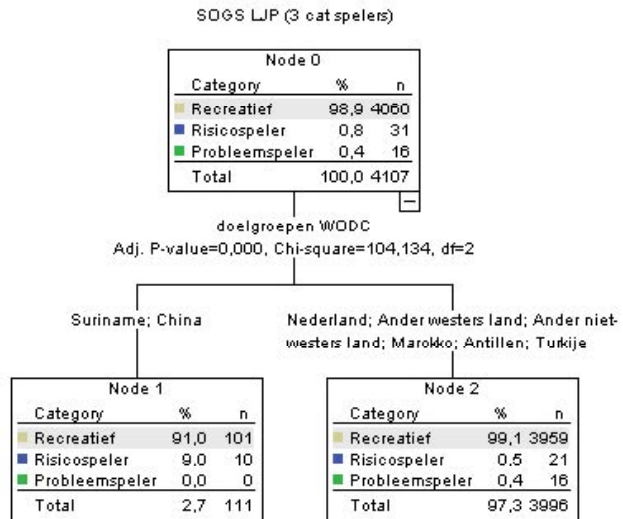 SOGS LJP (3 cat spelers)
Node 0
Category % n
Recreatief 98,9 4060
Risicospeler 0,8 31
Probleemspeler 0,4 16
Total 100,0 4107
doelgroepen WODC
Adj. P-value=0,000, Chi-square=104,134, df=2
Suriname; China
Nederland; Ander westers land; Ander niet-
westers land; Marokko; Antillen; Turkije
Node 1
Category % n
Recreatief 91,0 101
Risicospeler 9,0 10
Probleemspeler 0,0 0
Total 2,7 111
Node 2
Category % n
Recreatief 99,1 3959
Risicospeler 0,5 21
Probleemspeler 0,4 16
Total 97,3 3996